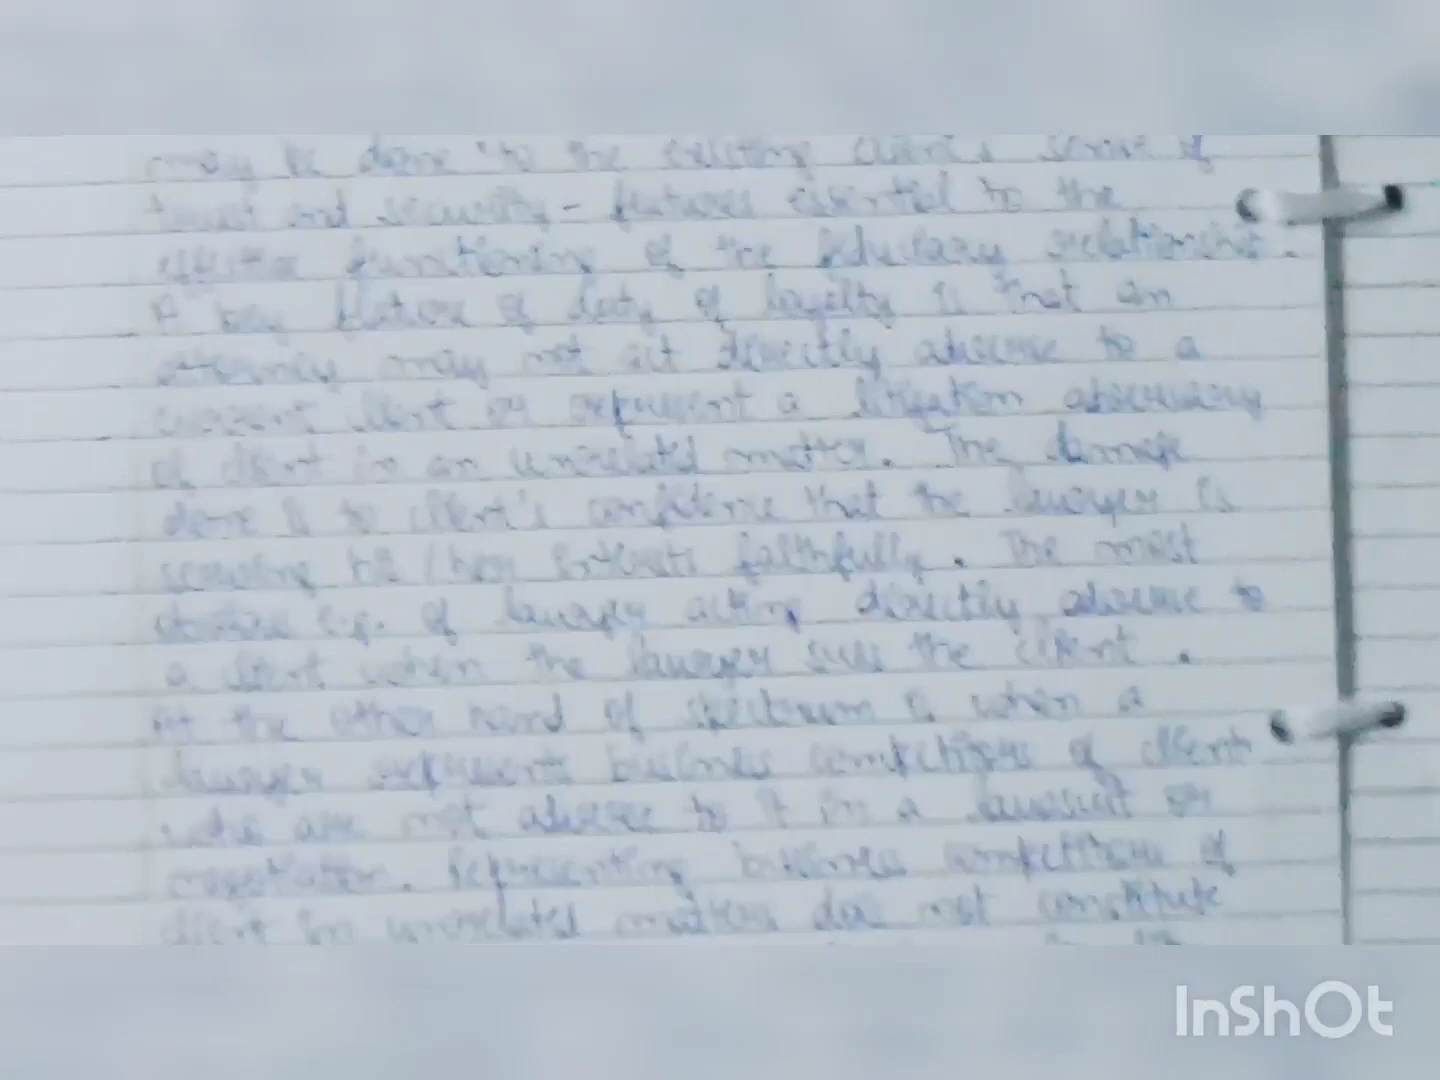 may be done to the existing client's sense of
trust and security - features essential to the
effective functioning of the fiduciary relationship.
A key feature of duty of loyalty is that an
attorney may not act directly adverse to a
current client or represent a litigation adversary
of client in an unrelated matter. The damage
done is to client's confidence that the lawyer is
serving his / her interests faithfully. The most
e.g. of lawyer acting directly adverse to
a client when the lawyer sues the client.
At the other hand of spectrum is when a
lawyer represents business competitors of client
who are not adverse to it in a lawsuit or
negotiation. Representing business competitors of
client in unrelated matters does not constitute
InShOt